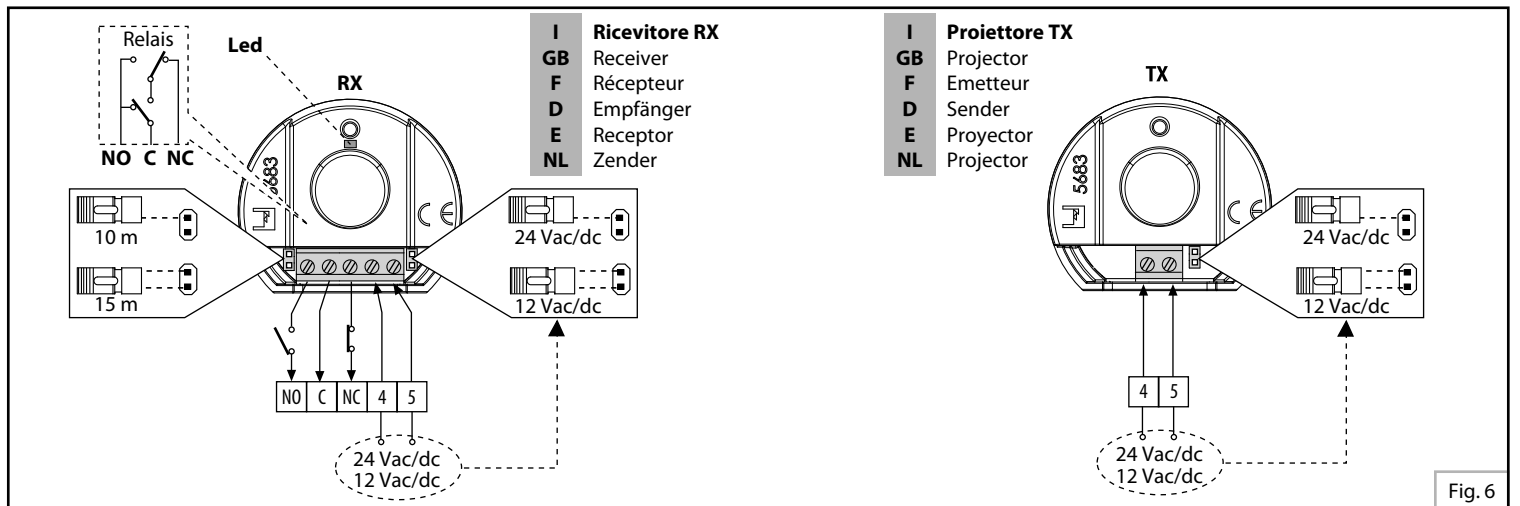 Relais
NO C NC
Led
RX
I Ricevitore RX
GB Receiver
F Récepteur
D Empfänger
E Receptor
NL Zender
5683
CE
10 m
15 m
24 Vac/dc
12 Vac/dc
NO C NC 4 5
24 Vac/dc
12 Vac/dc
I Proiettore TX
GB Projector
F Emetteur
D Sender
E Proyector
NL Projector
TX
5683
CE
24 Vac/dc
12 Vac/dc
4 5
24 Vac/dc
12 Vac/dc
Fig. 6